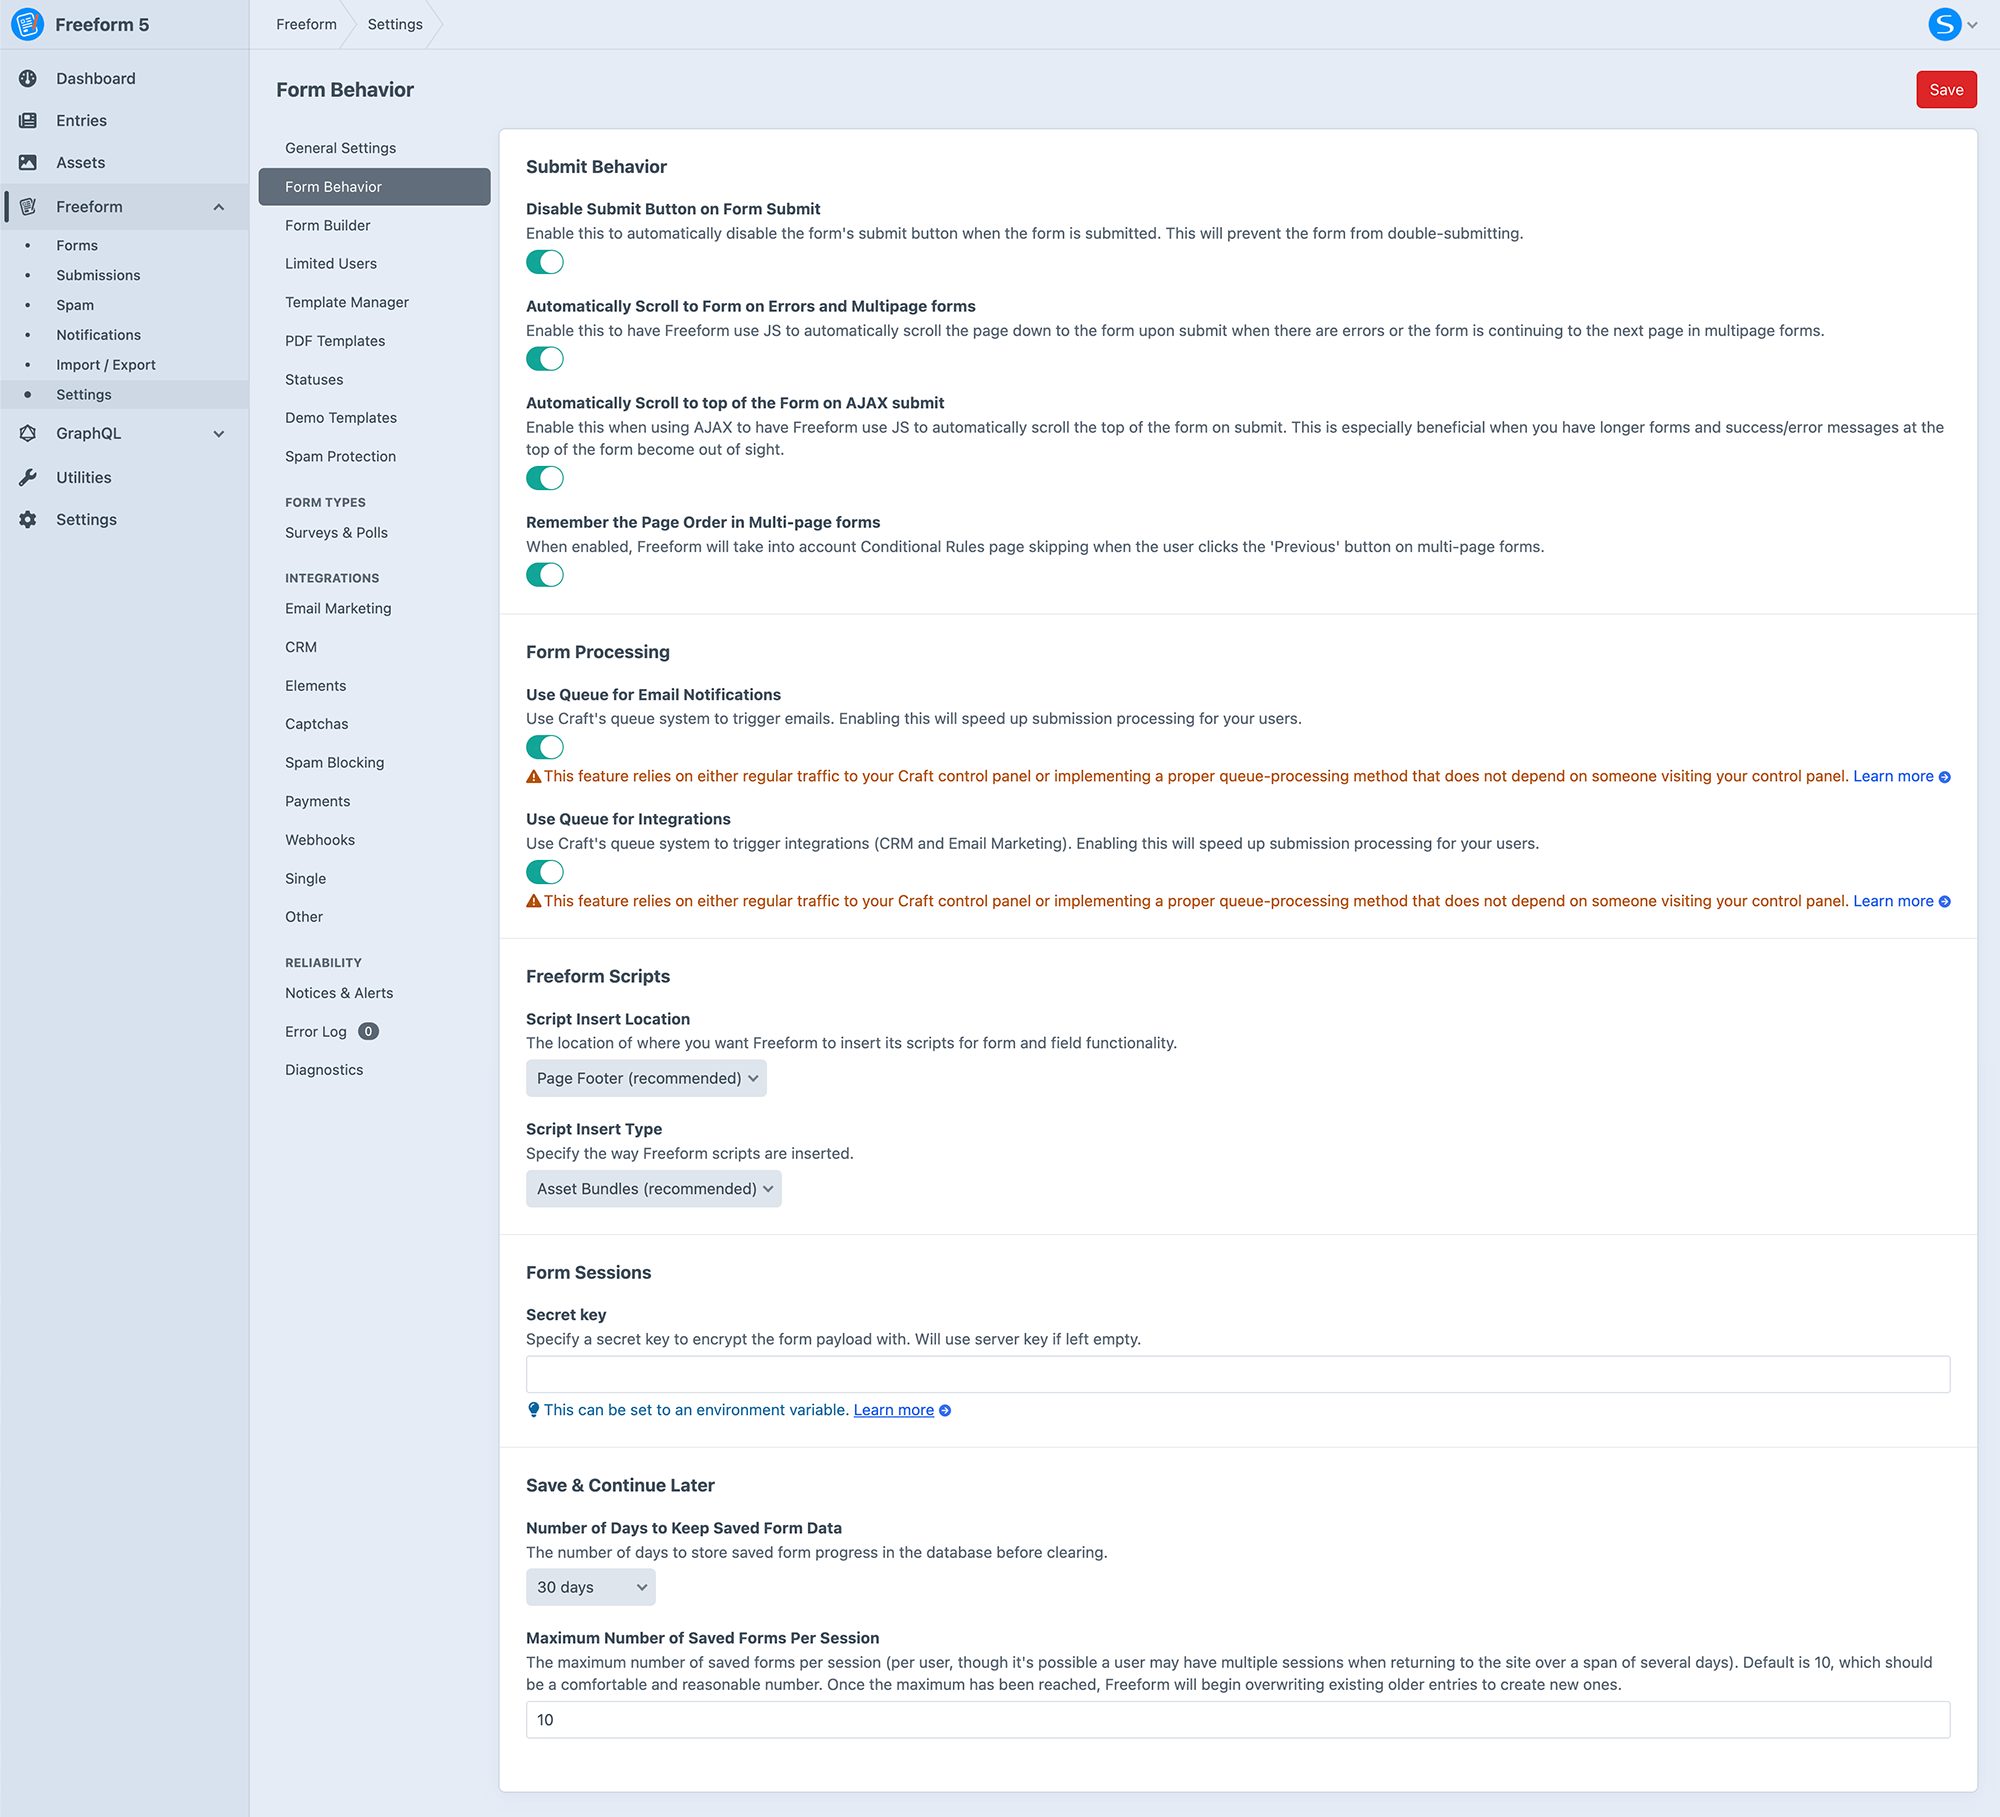 Freeform 5
Freeform
Settings
S
Dashboard
Entries
Assets
Freeform
Forms
Submissions
Spam
Notifications
Import / Export
Settings
GraphQL
Utilities
Settings
Form Behavior
Save
General Settings
Form Behavior
Form Builder
Limited Users
Template Manager
PDF Templates
Statuses
Demo Templates
Spam Protection
FORM TYPES
Surveys & Polls
INTEGRATIONS
Email Marketing
CRM
Elements
Captchas
Spam Blocking
Payments
Webhooks
Single
Other
RELIABILITY
Notices & Alerts
Error Log 0
Diagnostics
Submit Behavior
Disable Submit Button on Form Submit
Enable this to automatically disable the form's submit button when the form is submitted. This will prevent the form from double-submitting.
Automatically Scroll to Form on Errors and Multipage forms
Enable this to have Freeform use JS to automatically scroll the page down to the form upon submit when there are errors or the form is continuing to the next page in multipage forms.
Automatically Scroll to top of the Form on AJAX submit
Enable this when using AJAX to have Freeform use JS to automatically scroll the top of the form on submit. This is especially beneficial when you have longer forms and success/error messages at the
top of the form become out of sight.
Remember the Page Order in Multi-page forms
When enabled, Freeform will take into account Conditional Rules page skipping when the user clicks the 'Previous' button on multi-page forms.
Form Processing
Use Queue for Email Notifications
Use Craft's queue system to trigger emails. Enabling this will speed up submission processing for your users.
This feature relies on either regular traffic to your Craft control panel or implementing a proper queue-processing method that does not depend on someone visiting your control panel. Learn more
Use Queue for Integrations
Use Craft's queue system to trigger integrations (CRM and Email Marketing). Enabling this will speed up submission processing for your users.
This feature relies on either regular traffic to your Craft control panel or implementing a proper queue-processing method that does not depend on someone visiting your control panel. Learn more
Freeform Scripts
Script Insert Location
The location of where you want Freeform to insert its scripts for form and field functionality.
Page Footer (recommended)
Script Insert Type
Specify the way Freeform scripts are inserted.
Asset Bundles (recommended)
Form Sessions
Secret key
Specify a secret key to encrypt the form payload with. Will use server key if left empty.
This can be set to an environment variable. Learn more
Save & Continue Later
Number of Days to Keep Saved Form Data
The number of days to store saved form progress in the database before clearing.
30 days
Maximum Number of Saved Forms Per Session
The maximum number of saved forms per session (per user, though it's possible a user may have multiple sessions when returning to the site over a span of several days). Default is 10, which should
be a comfortable and reasonable number. Once the maximum has been reached, Freeform will begin overwriting existing older entries to create new ones.
10